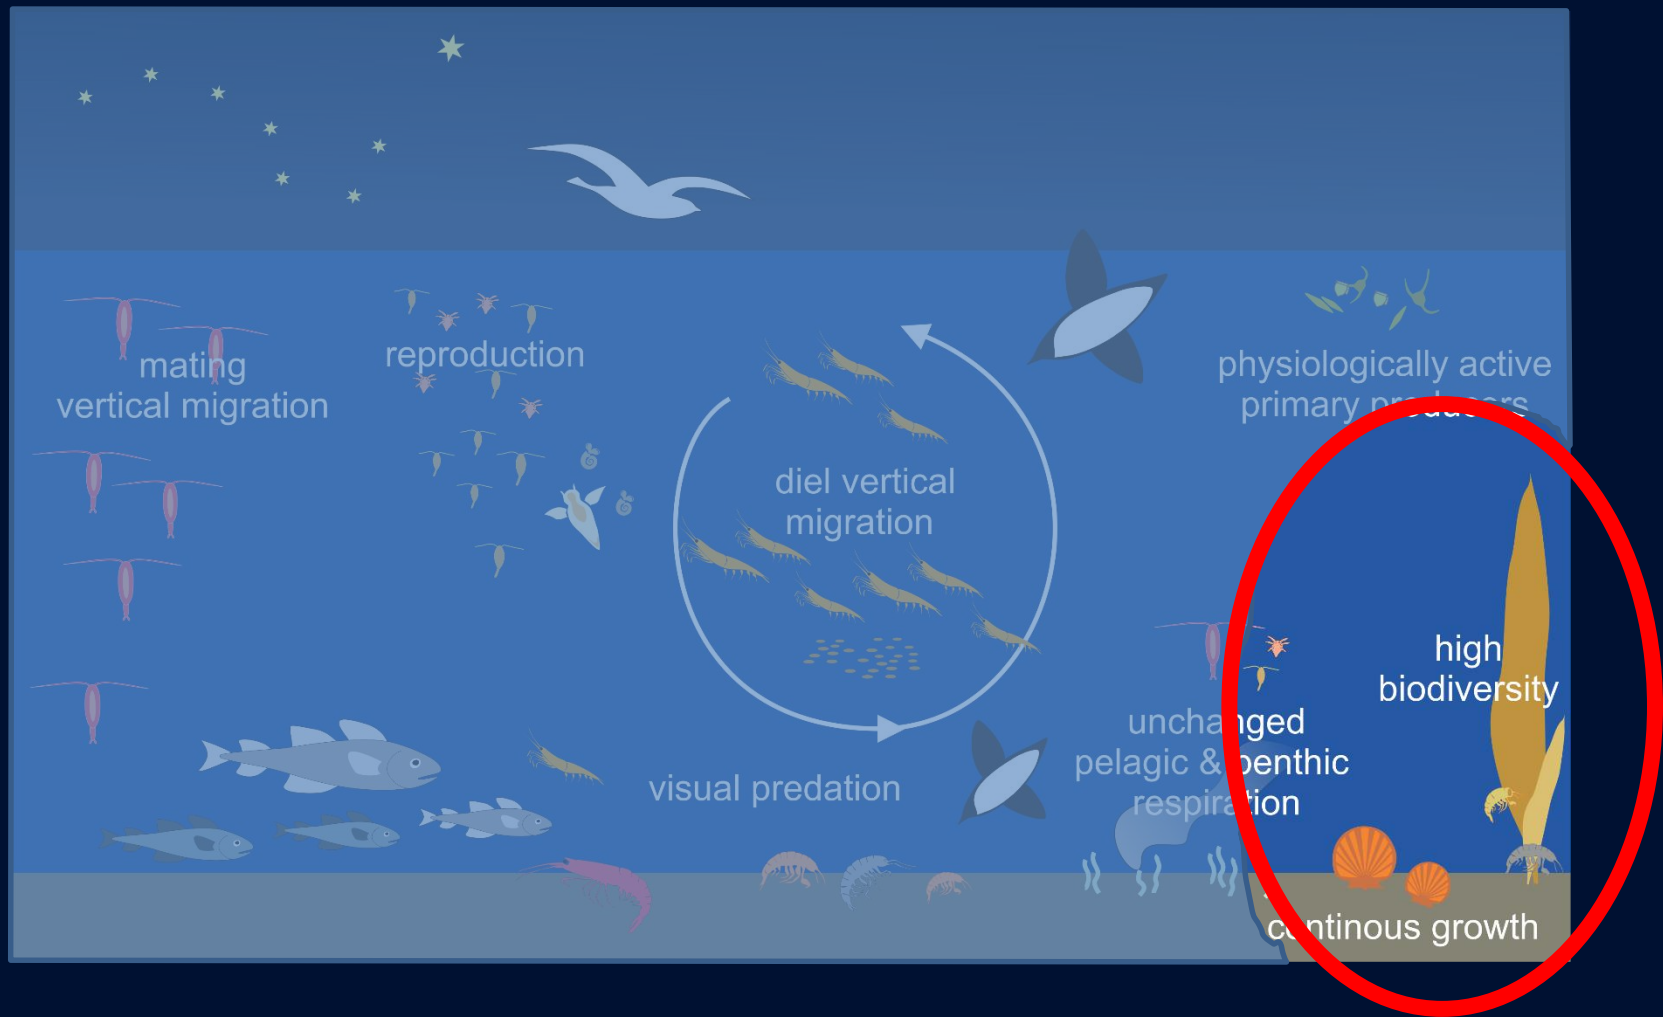 mating
vertical migration
reproduction
diel vertical
migration
physiologically active
primary producers
high
biodiversity
unchanged
pelagic & benthic
respiration
visual predation
continous growth